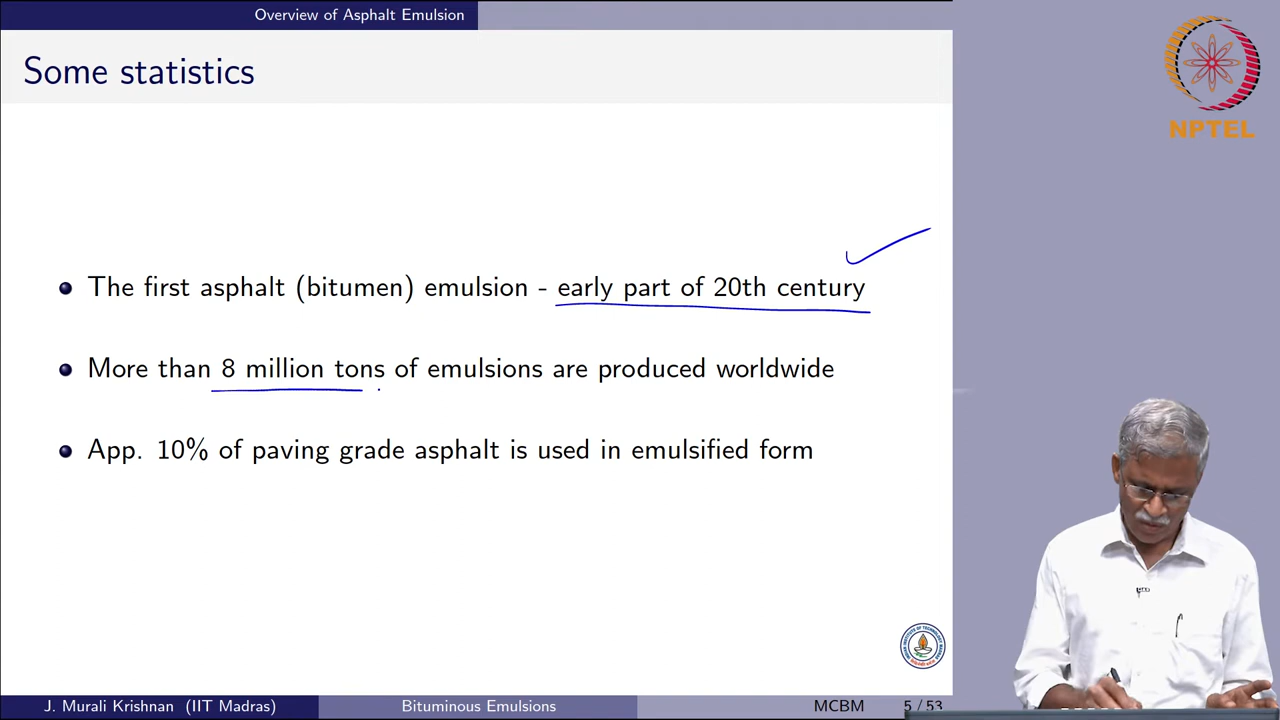 Overview of Asphalt Emulsion
Some statistics
NPTEL
The first asphalt (bitumen) emulsion - early part of 20th century
More than 8 million tons of emulsions are produced worldwide
App. 10% of paving grade asphalt is used in emulsified form
J. Murali Krishnan (IIT Madras)
Bituminous Emulsions
MCBM
5 / 53